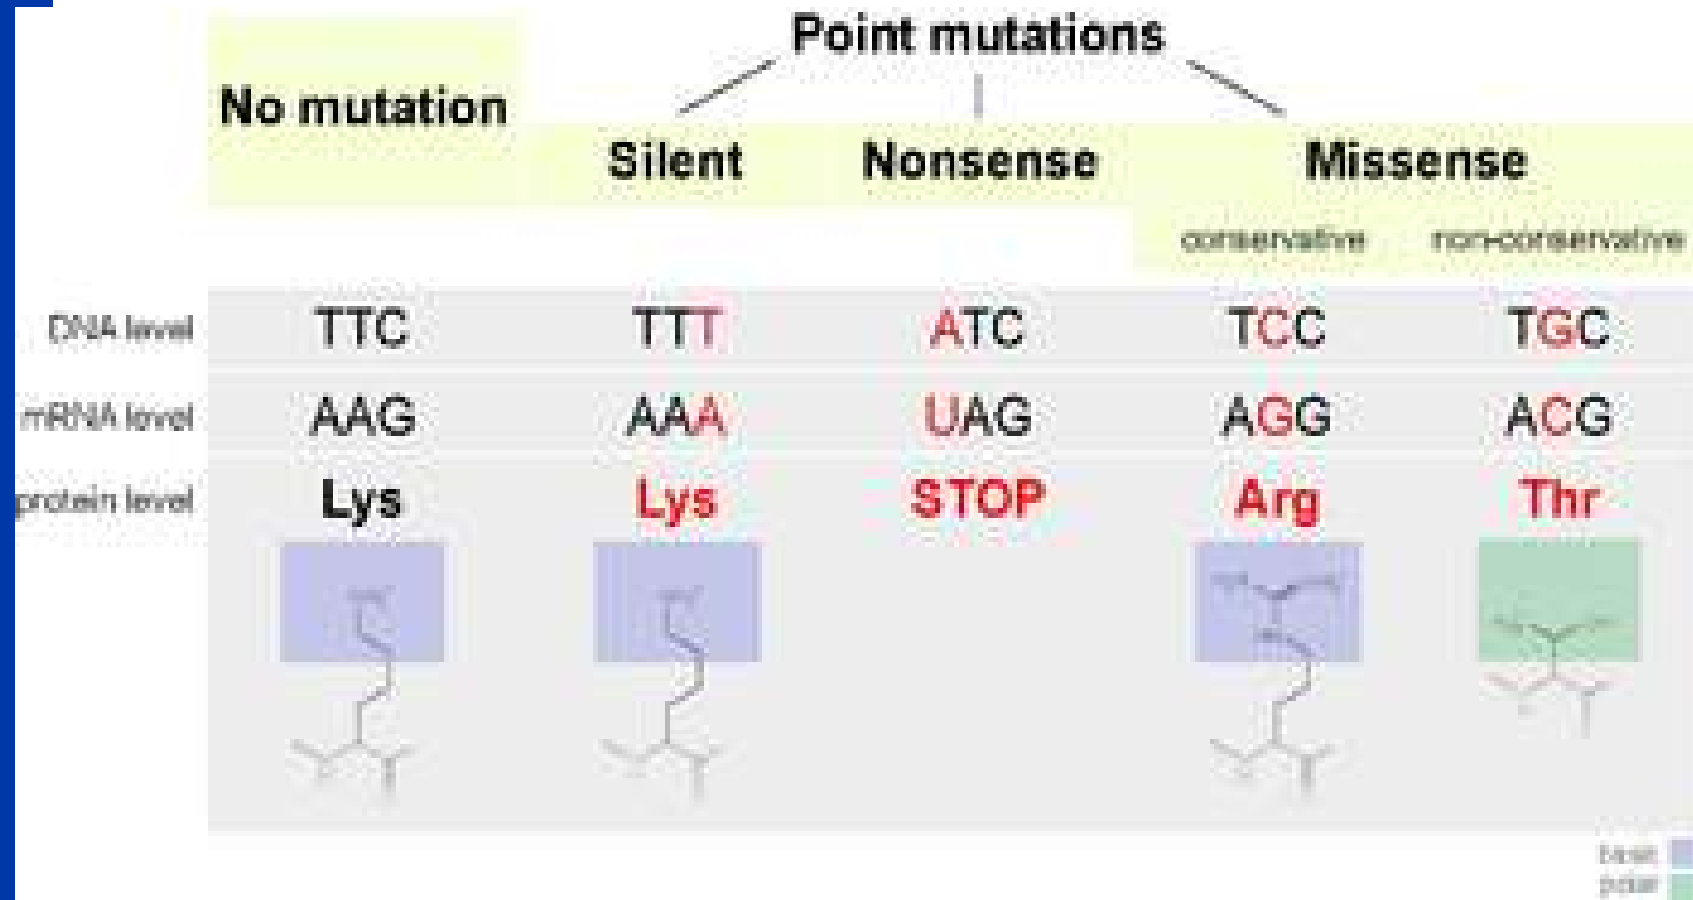 Point mutations
No mutation
Silent Nonsense Missense
conservative non-conservative
DNA level TTC TTT ATC TCC TGC
mRNA level AAG AAA UAG AGG ACG
protein level Lys Lys STOP Arg Thr
basic
polar